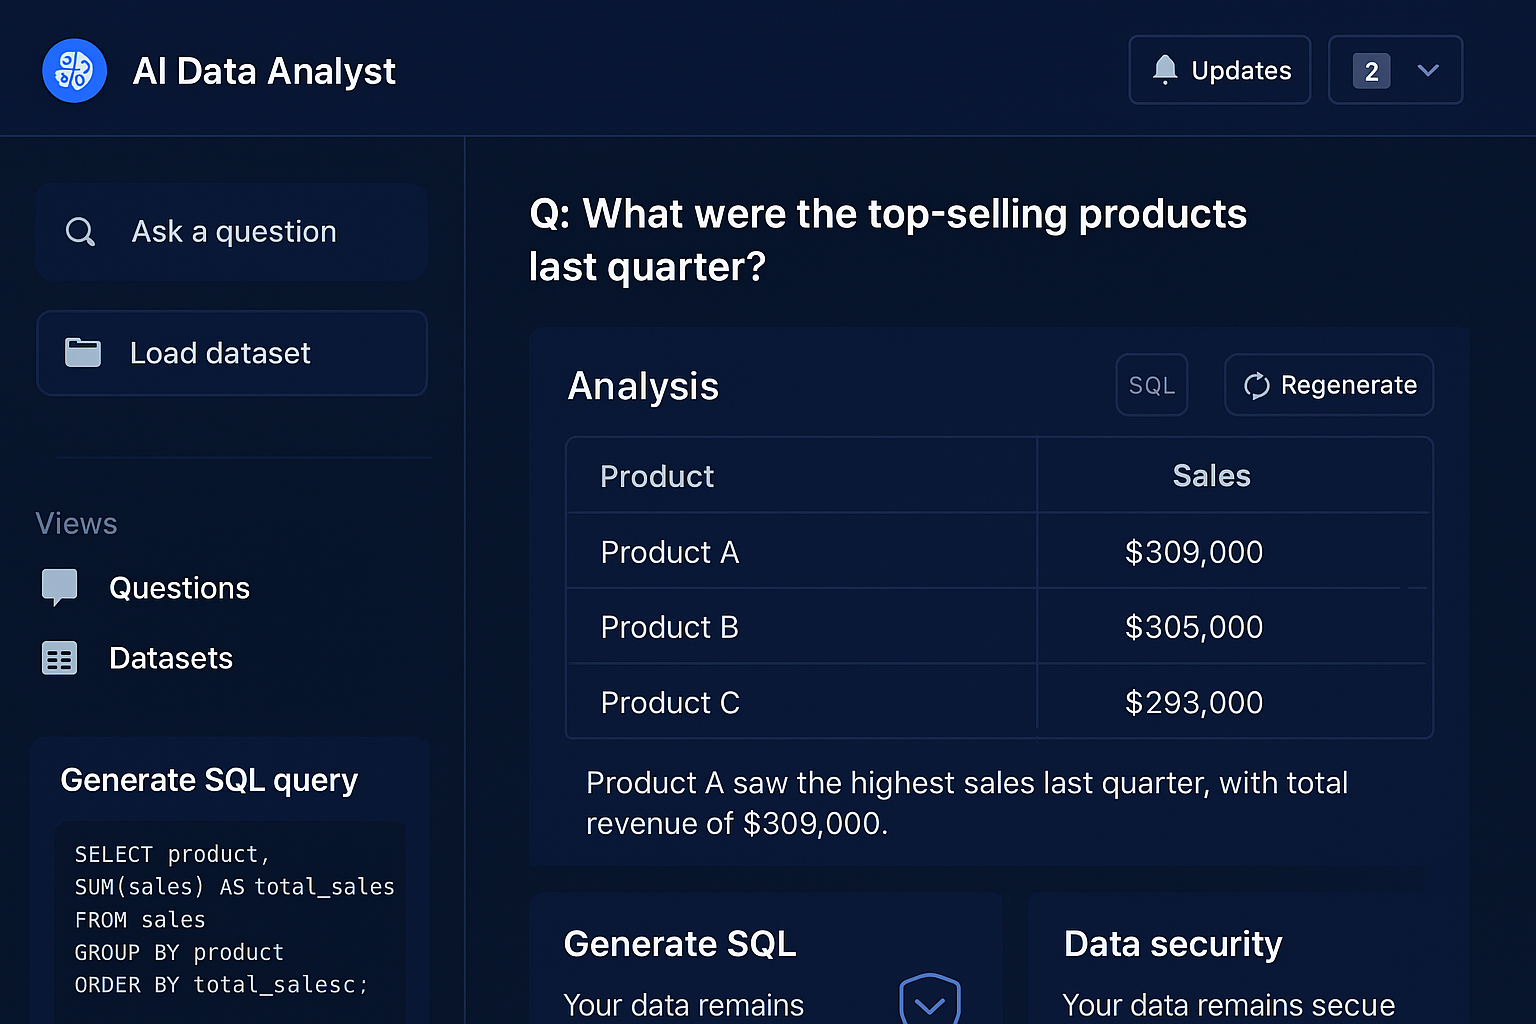 AI Data Analyst
Updates
2
Ask a question
Load dataset
Views
Questions
Datasets
Generate SQL query
SELECT product,
SUM(sales) AS total_sales
FROM sales
GROUP BY product
ORDER BY total_salesc;
Q: What were the top-selling products
last quarter?
Analysis
SQL
Regenerate
Product Sales
Product A $309,000
Product B $305,000
Product C $293,000
Product A saw the highest sales last quarter, with total
revenue of $309,000.
Generate SQL
Your data remains
Data security
Your data remains secue